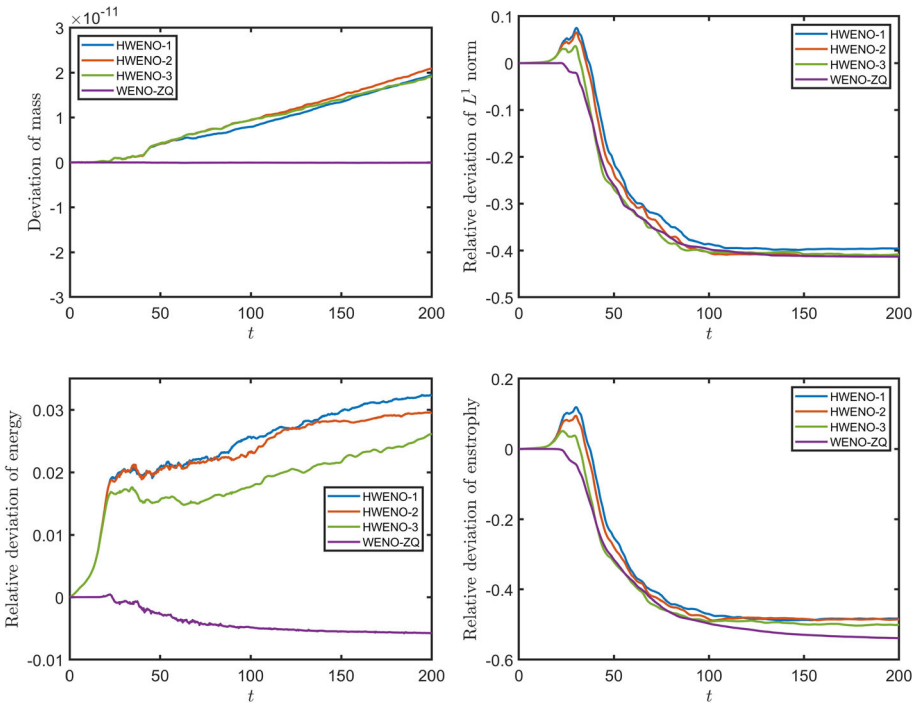 ×10⁻¹¹
3
2
1
0
-1
-2
-3
Deviation of mass
HWENO-1
HWENO-2
HWENO-3
WENO-ZQ
0
50
100
150
200
t
0.1
0
-0.1
-0.2
-0.3
-0.4
-0.5
Relative deviation of L¹ norm
HWENO-1
HWENO-2
HWENO-3
WENO-ZQ
0
50
100
150
200
t
0.03
0.02
0.01
0
-0.01
Relative deviation of energy
HWENO-1
HWENO-2
HWENO-3
WENO-ZQ
0
50
100
150
200
t
0.2
0
-0.2
-0.4
-0.6
Relative deviation of enstrophy
HWENO-1
HWENO-2
HWENO-3
WENO-ZQ
0
50
100
150
200
t